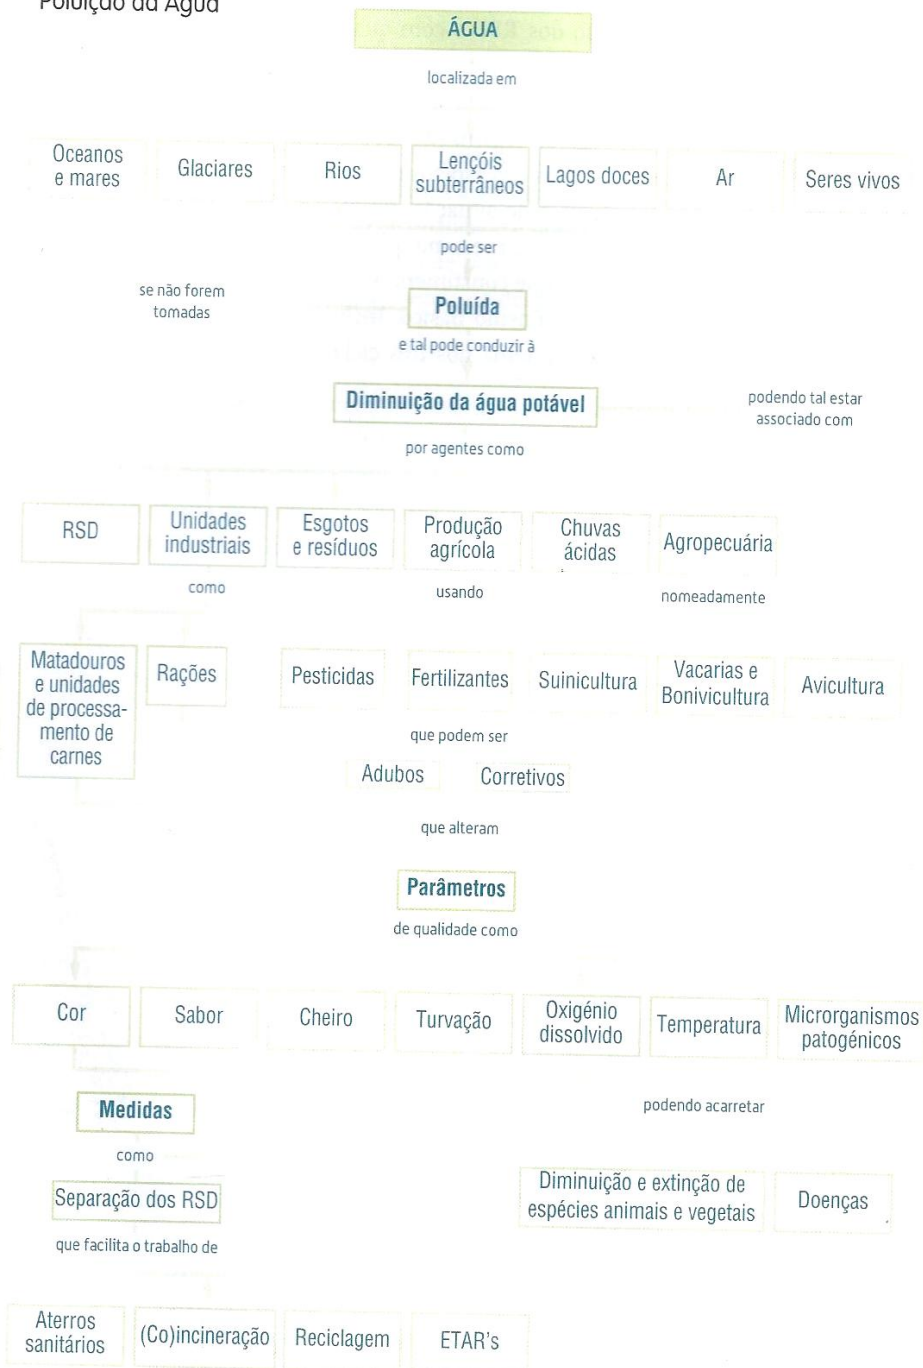 Poluição da Água
ÁGUA
localizada em
Oceanos
e mares
Glaciares
Rios
Lençóis
subterrâneos
Lagos doces
Ar
Seres vivos
pode ser
se não forem
tomadas
Poluída
e tal pode conduzir à
Diminuição da água potável
podendo tal estar
associado com
por agentes como
RSD
Unidades
industriais
Esgotos
e resíduos
Produção
agrícola
Chuvas
ácidas
Agropecuária
como
usando
nomeadamente
Matadouros
e unidades
de processa-
mento de
carnes
Rações
Pesticidas
Fertilizantes
Suinicultura
Vacarias e
Bonivicultura
Avicultura
que podem ser
Adubos
Corretivos
que alteram
Parâmetros
de qualidade como
Cor
Sabor
Cheiro
Turvação
Oxigénio
dissolvido
Temperatura
Microrganismos
patogénicos
Medidas
podendo acarretar
como
Separação dos RSD
Diminuição e extinção de
espécies animais e vegetais
Doenças
que facilita o trabalho de
Aterros
sanitários
(Co)incineração
Reciclagem
ETAR's